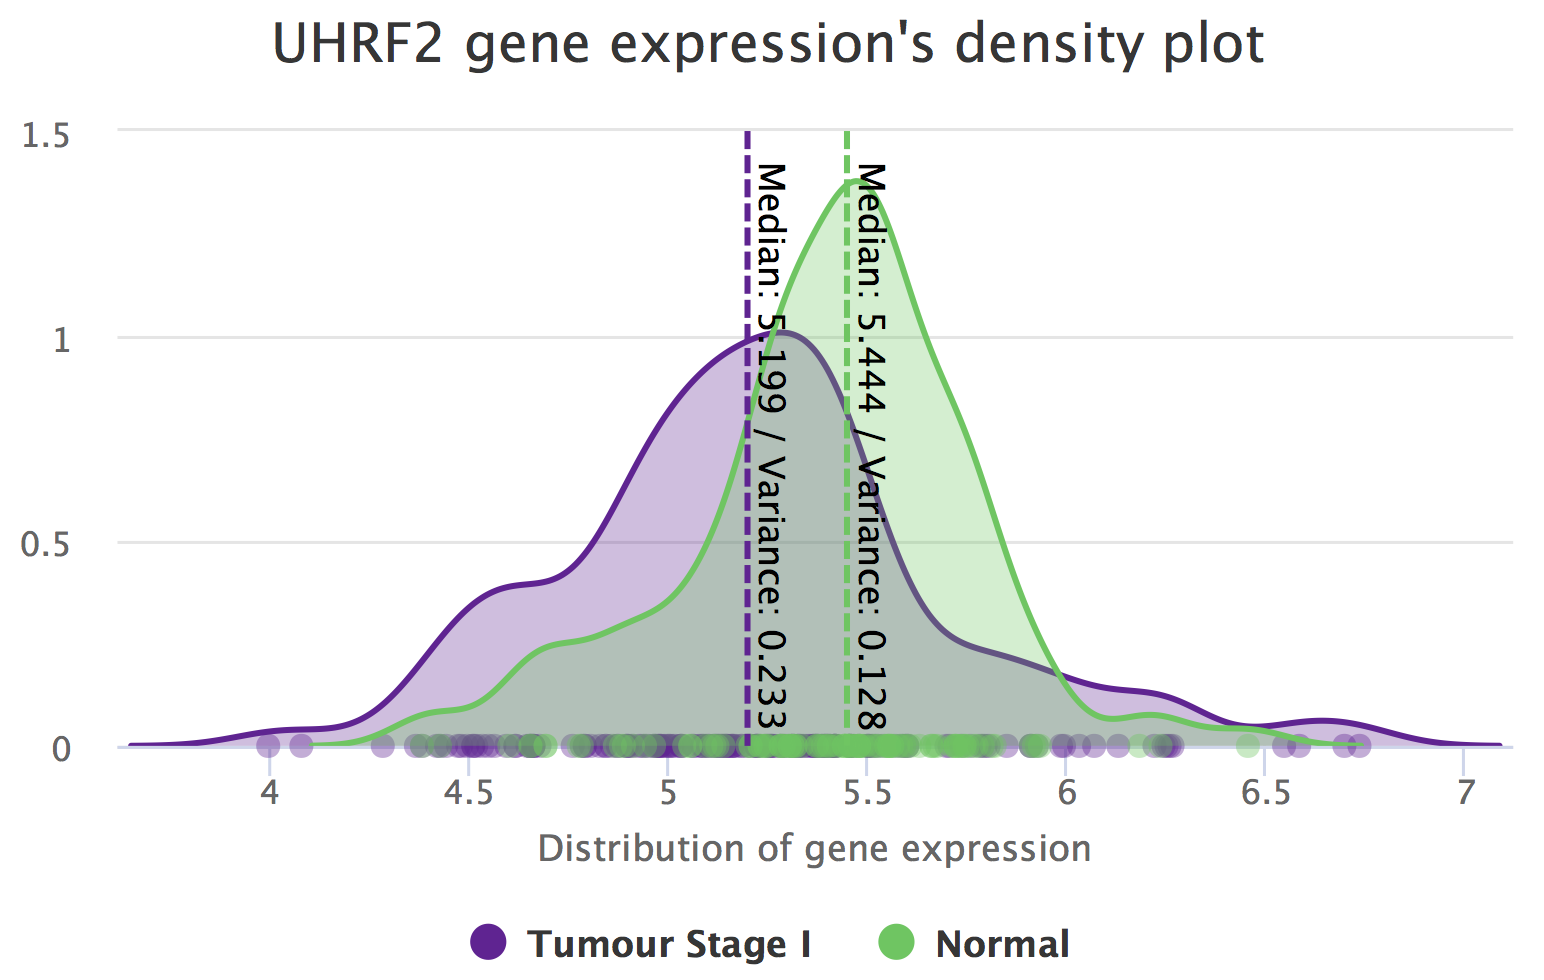 UHRF2 gene expression's density plot
1.5
1
0.5
0
Median: 5.199 / Variance: 0.233
Median: 5.444 / Variance: 0.128
4 4.5 5 5.5 6 6.5 7
Distribution of gene expression
Tumour Stage I Normal